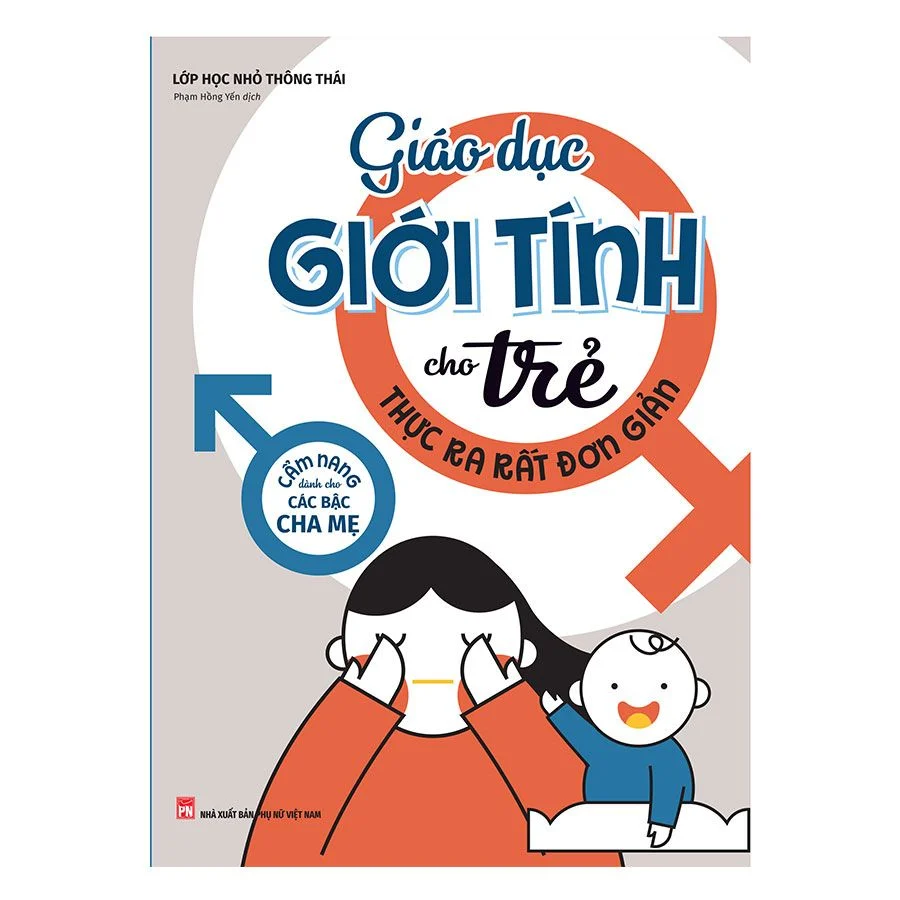 LỚP HỌC NHỎ THÔNG THÁI
Phạm Hồng Yến dịch
Giáo dục
GIỚI TÍNH
cho trẻ
THỰC RA RẤT ĐƠN GIẢN
CẨM NANG
dành cho
CÁC BẬC
CHA MẸ
PN
NHÀ XUẤT BẢN PHỤ NỮ VIỆT NAM